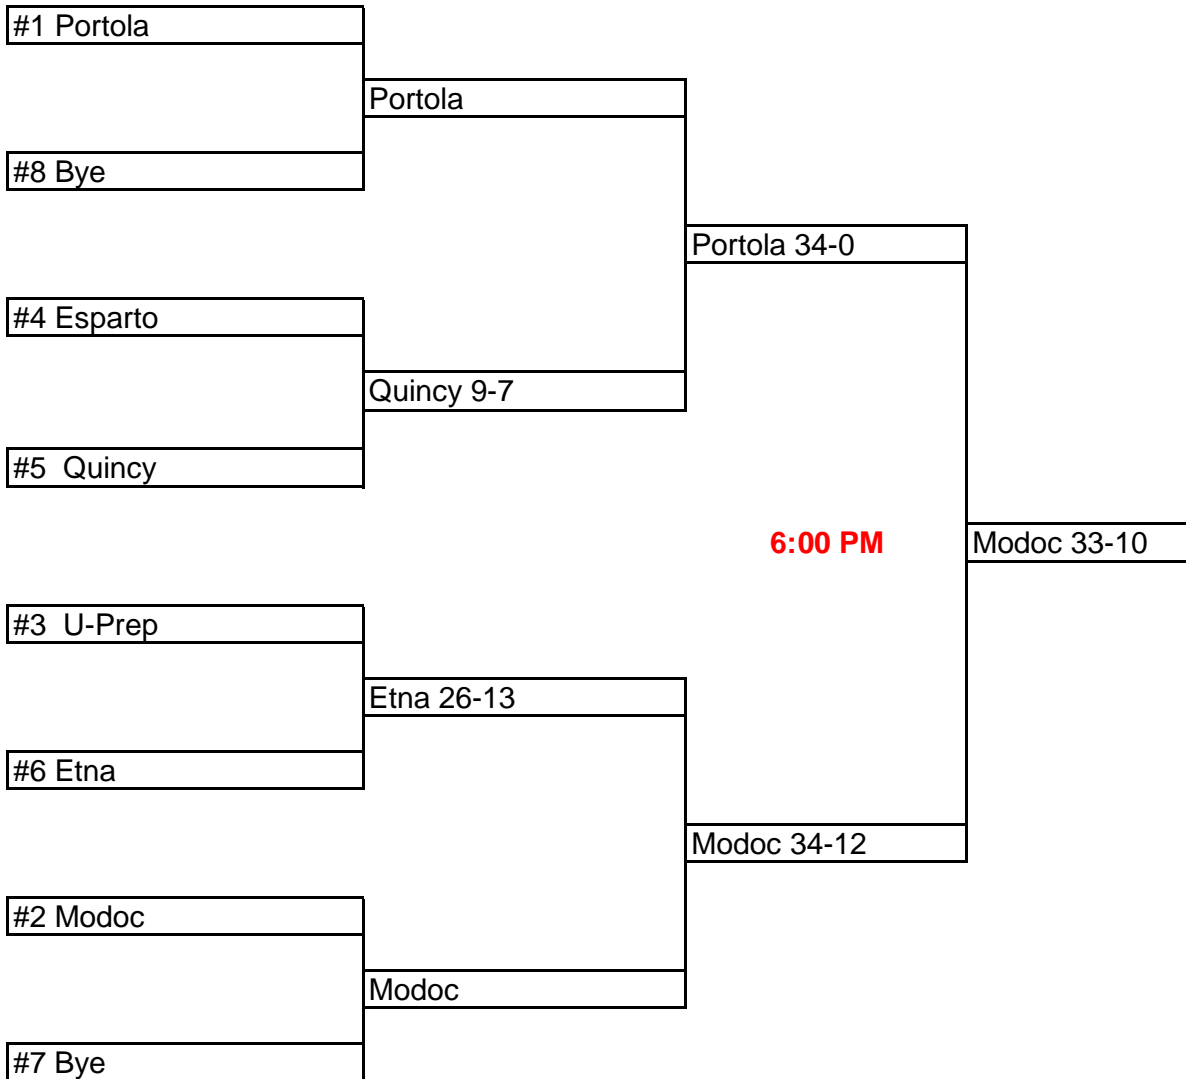 #1 Portola
Portola
#8 Bye
Portola 34-0
#4 Esparto
Quincy 9-7
#5  Quincy
6:00 PM
Modoc 33-10
#3  U-Prep
Etna 26-13
#6 Etna
Modoc 34-12
#2 Modoc
Modoc
#7 Bye